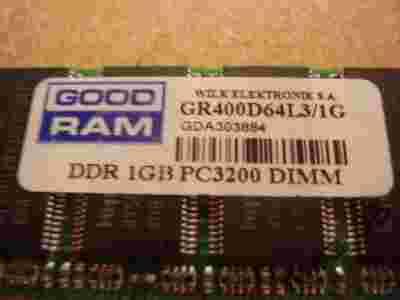 GOOD
RAM
WILK ELEKTRONIK S.A.
GR400D64L3/1G
GDA303884
DDR 1GB PC3200 DIMM